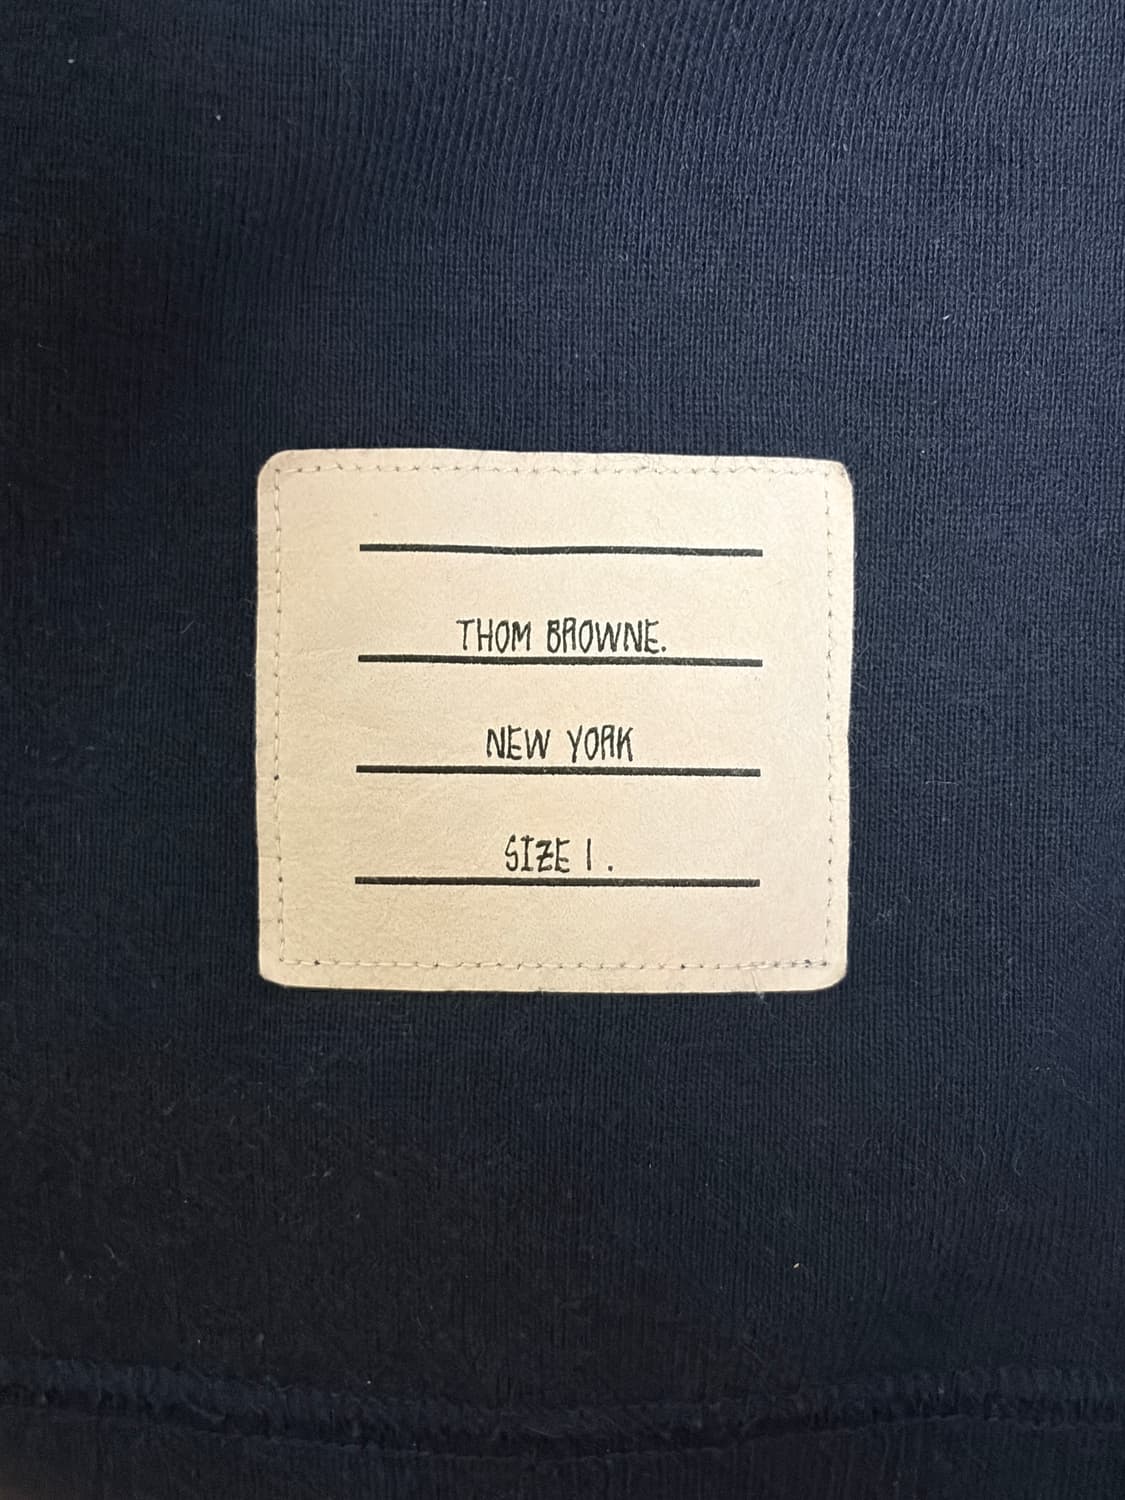 THOM BROWNE.
NEW YORK
SIZE 1.